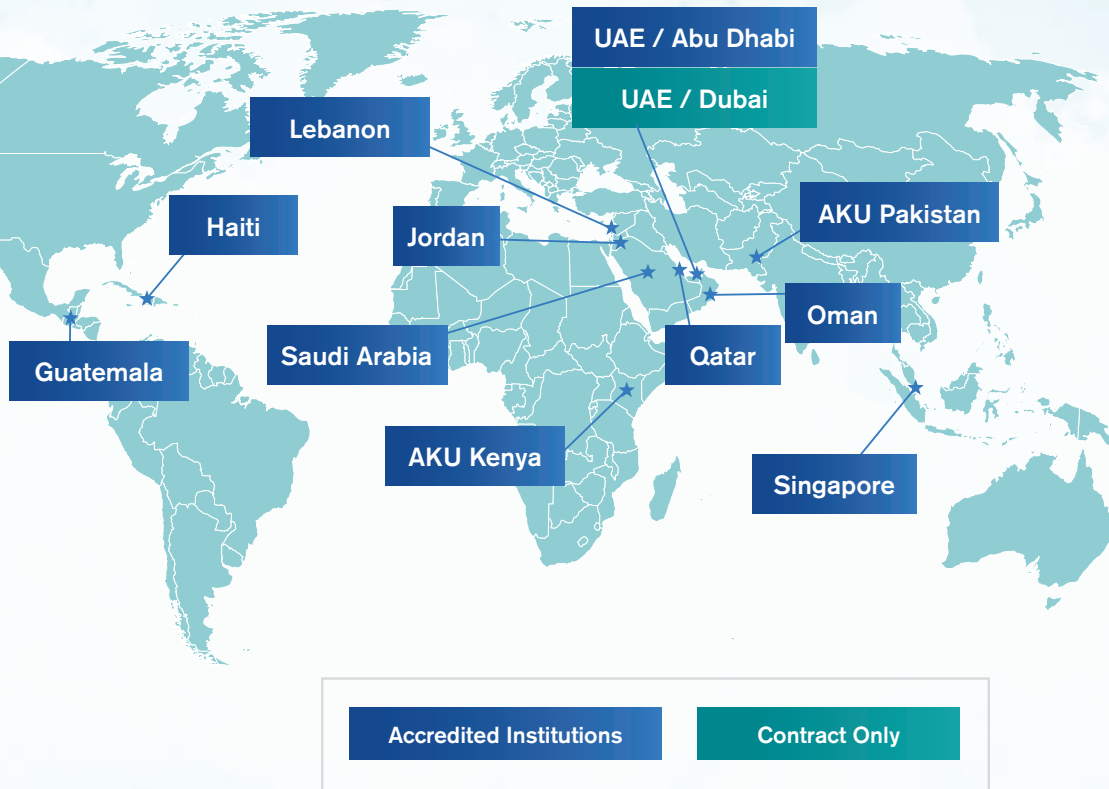 UAE / Abu Dhabi
UAE / Dubai
Lebanon
AKU Pakistan
Haiti
Jordan
Oman
Saudi Arabia
Qatar
Guatemala
AKU Kenya
Singapore
Accredited Institutions
Contract Only